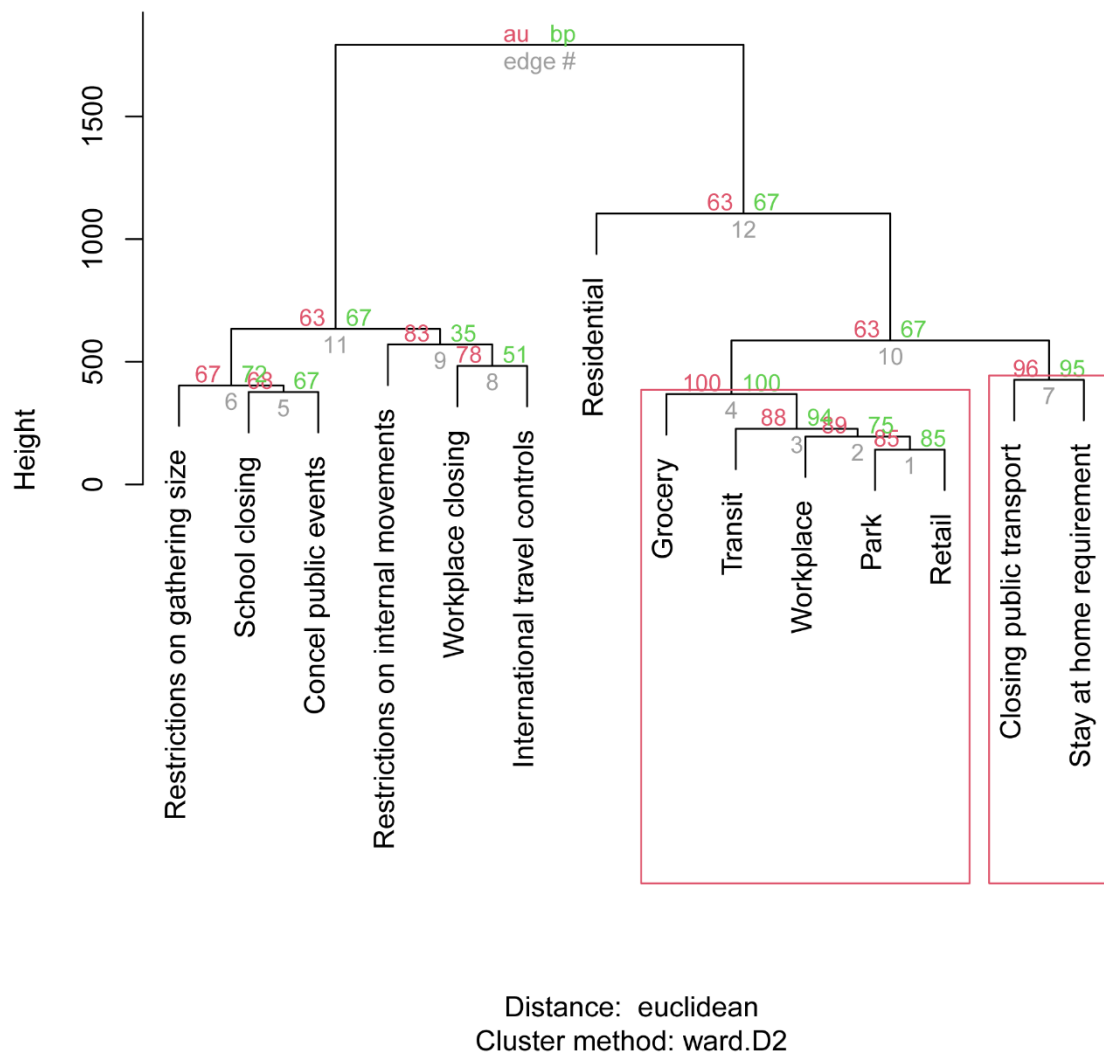 au bp
edge #
1500
1000
500
0
Height
63 67
12
63 67
11
83 35
9
63 67
10
78 51
8
67 72
6
68 67
5
100 100
4
96 95
7
88 94
3
89 75
2
85 85
1
Restrictions on gathering size
School closing
Concel public events
Restrictions on internal movements
Workplace closing
International travel controls
Residential
Grocery
Transit
Workplace
Park
Retail
Closing public transport
Stay at home requirement
Distance: euclidean
Cluster method: ward.D2